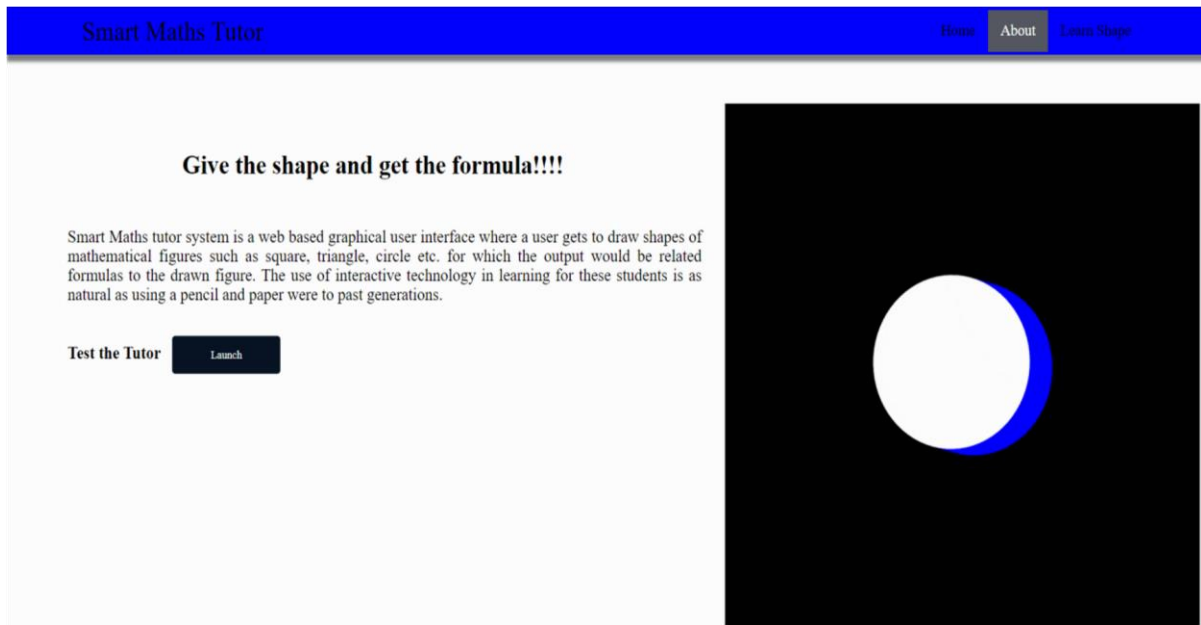 Smart Maths Tutor
Home About Learn Shape
Give the shape and get the formula!!!!
Smart Maths tutor system is a web based graphical user interface where a user gets to draw shapes of
mathematical figures such as square, triangle, circle etc. for which the output would be related
formulas to the drawn figure. The use of interactive technology in learning for these students is as
natural as using a pencil and paper were to past generations.
Test the Tutor Launch